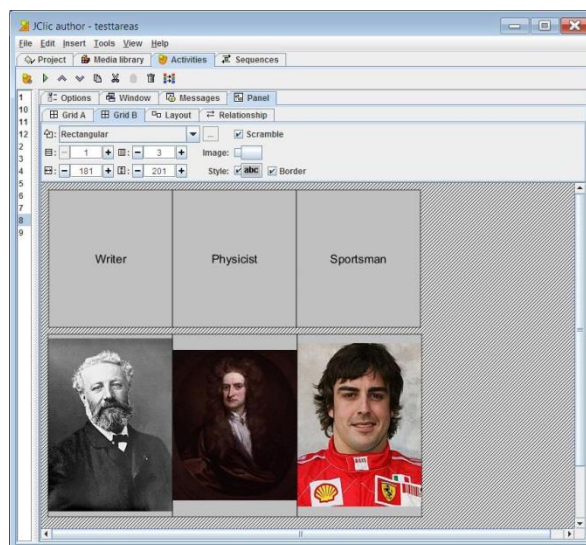 JClic author - testtareas
File Edit Insert Tools View Help
Project Media library Activities Sequences
1
10
11
12
2
3
4
5
6
7
8
9
Options Window Messages Panel
Grid A Grid B Layout Relationship
Rectangular ... Scramble
1 3 Image:
181 201 Style: abc Border
Writer Physicist Sportsman
Shell